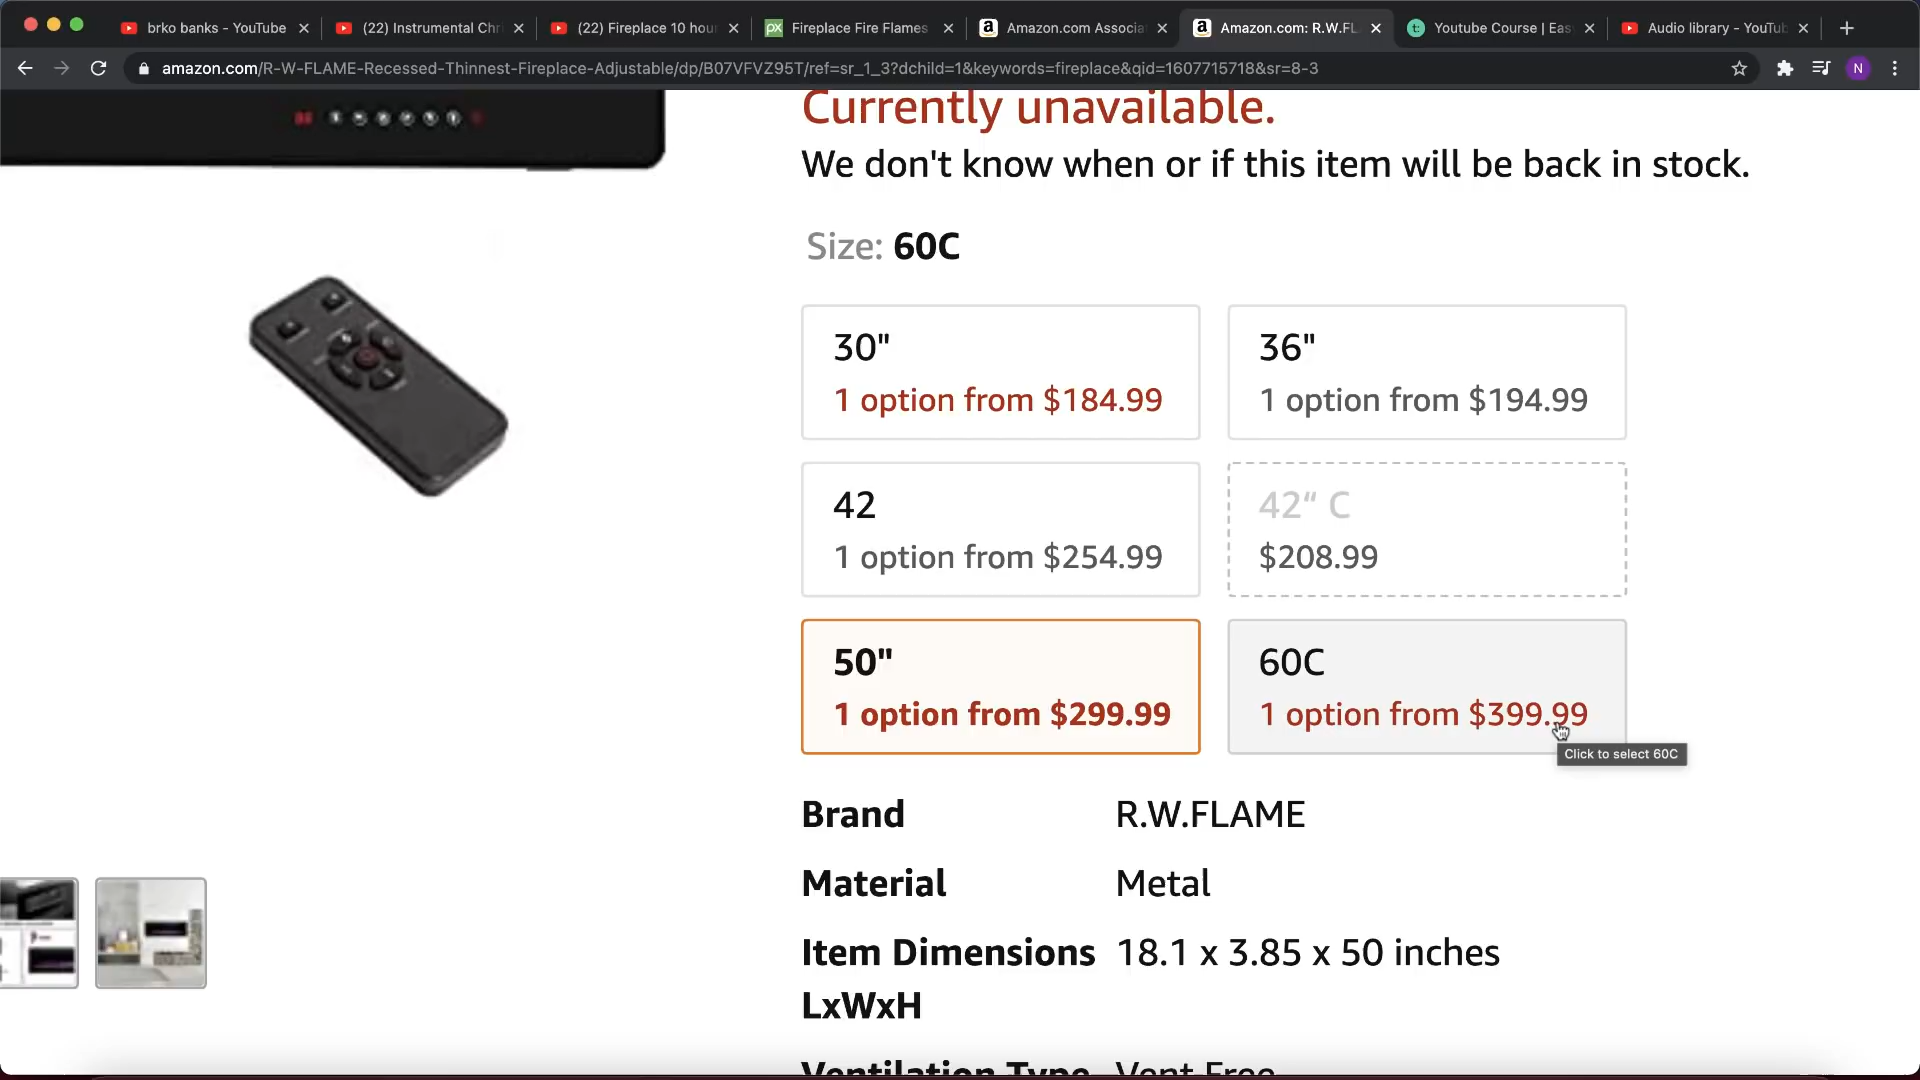 brko banks - YouTube
(22) Instrumental Chri
(22) Fireplace 10 hou
Fireplace Fire Flames
Amazon.com Associa
Amazon.com: R.W.FL
Youtube Course | Eas
Audio library - YouTub
amazon.com/R-W-FLAME-Recessed-Thinnest-Fireplace-Adjustable/dp/B07VFVZ95T/ref=sr_1_3?dchild=1&keywords=fireplace&qid=1607715718&sr=8-3
N
Currently unavailable.
We don't know when or if this item will be back in stock.
Size: 60C
30"
1 option from $184.99
36"
1 option from $194.99
42
1 option from $254.99
42“ C
$208.99
50"
1 option from $299.99
60C
1 option from $399.99
Click to select 60C
Brand R.W.FLAME
Material Metal
Item Dimensions 18.1 x 3.85 x 50 inches
LxWxH
Ventilation Type Vent Free